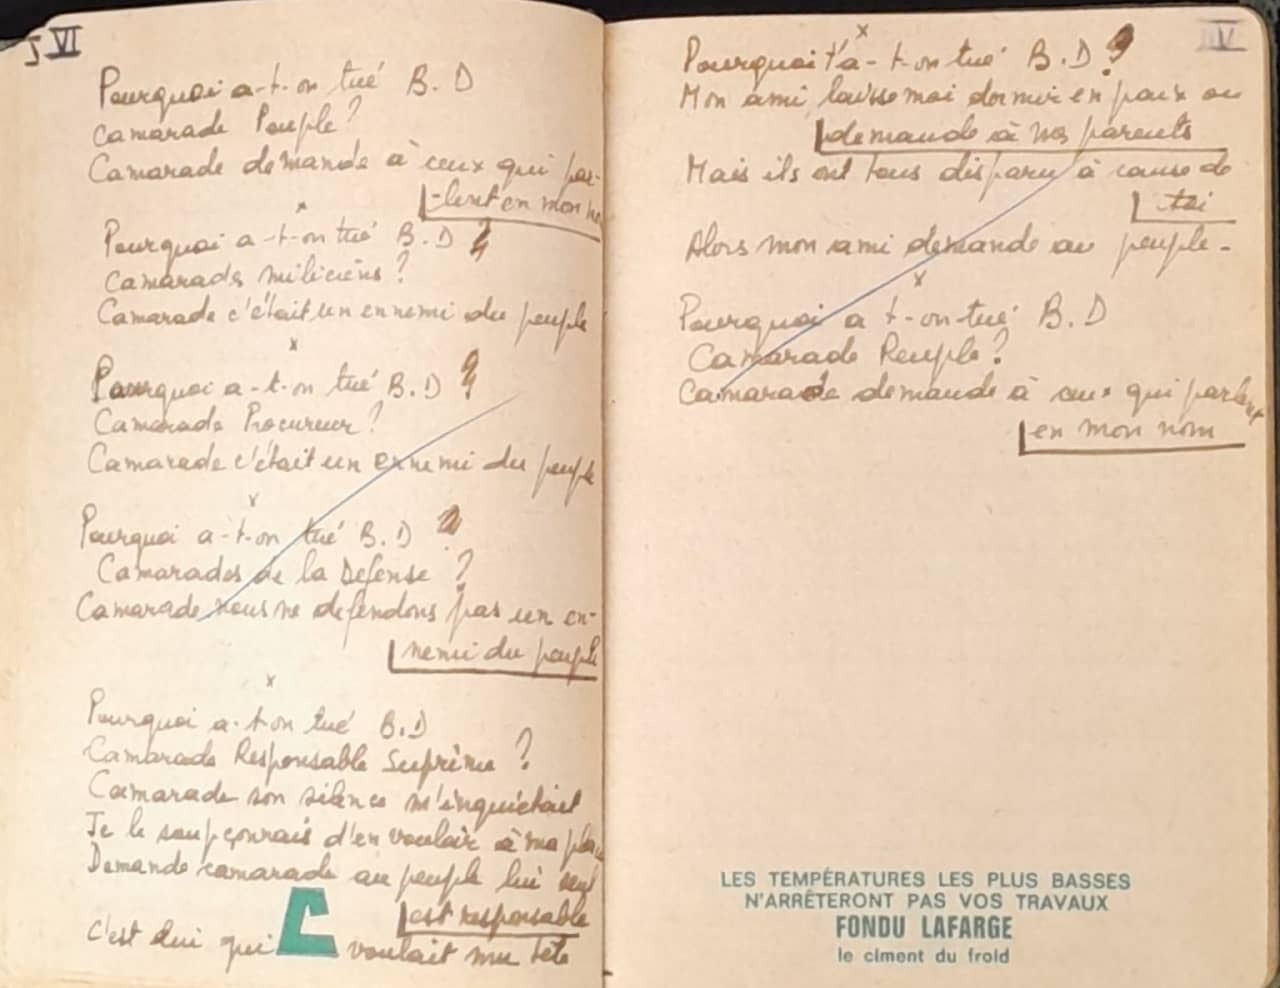 VI
Pourquoi a-t-on tué B.D
Camarade Peuple?
Camarade demande à ceux qui par-
-lent en mon
Pourquoi a-t-on tué B.D ?
Camarades miliciens ?
Camarade c'était un ennemi du peuple
x
Pourquoi a-t-on tué B.D ?
Camarade Procureur ?
Camarade c'était un ennemi du peuple
x
Pourquoi a-t-on tué B.D ?
Camarades de la Défense ?
Camarade nous ne défendons pas un en-
nemi du peuple
x
Pourquoi a-t-on tué B.D
Camarade Responsable Suprême ?
Camarade son silence m'inquiétait
Je le soupçonnais d'en vouloir à ma place
Demande camarade au peuple lui seul
est responsable
C'est lui qui voulait ma tête
IV
x
Pourquoi t'a-t-on tué B.D ?
Mon ami laisse moi dormir en paix ou
demande à nos parents
Mais ils ont tous disparu à cause de
toi
Alors mon ami demande au peuple-
x
Pourquoi a t-on tué B.D
Camarade Peuple ?
Camarade demande à ceux qui parlent
en mon nom
LES TEMPÉRATURES LES PLUS BASSES
N'ARRÊTERONT PAS VOS TRAVAUX
FONDU LAFARGE
le ciment du froid